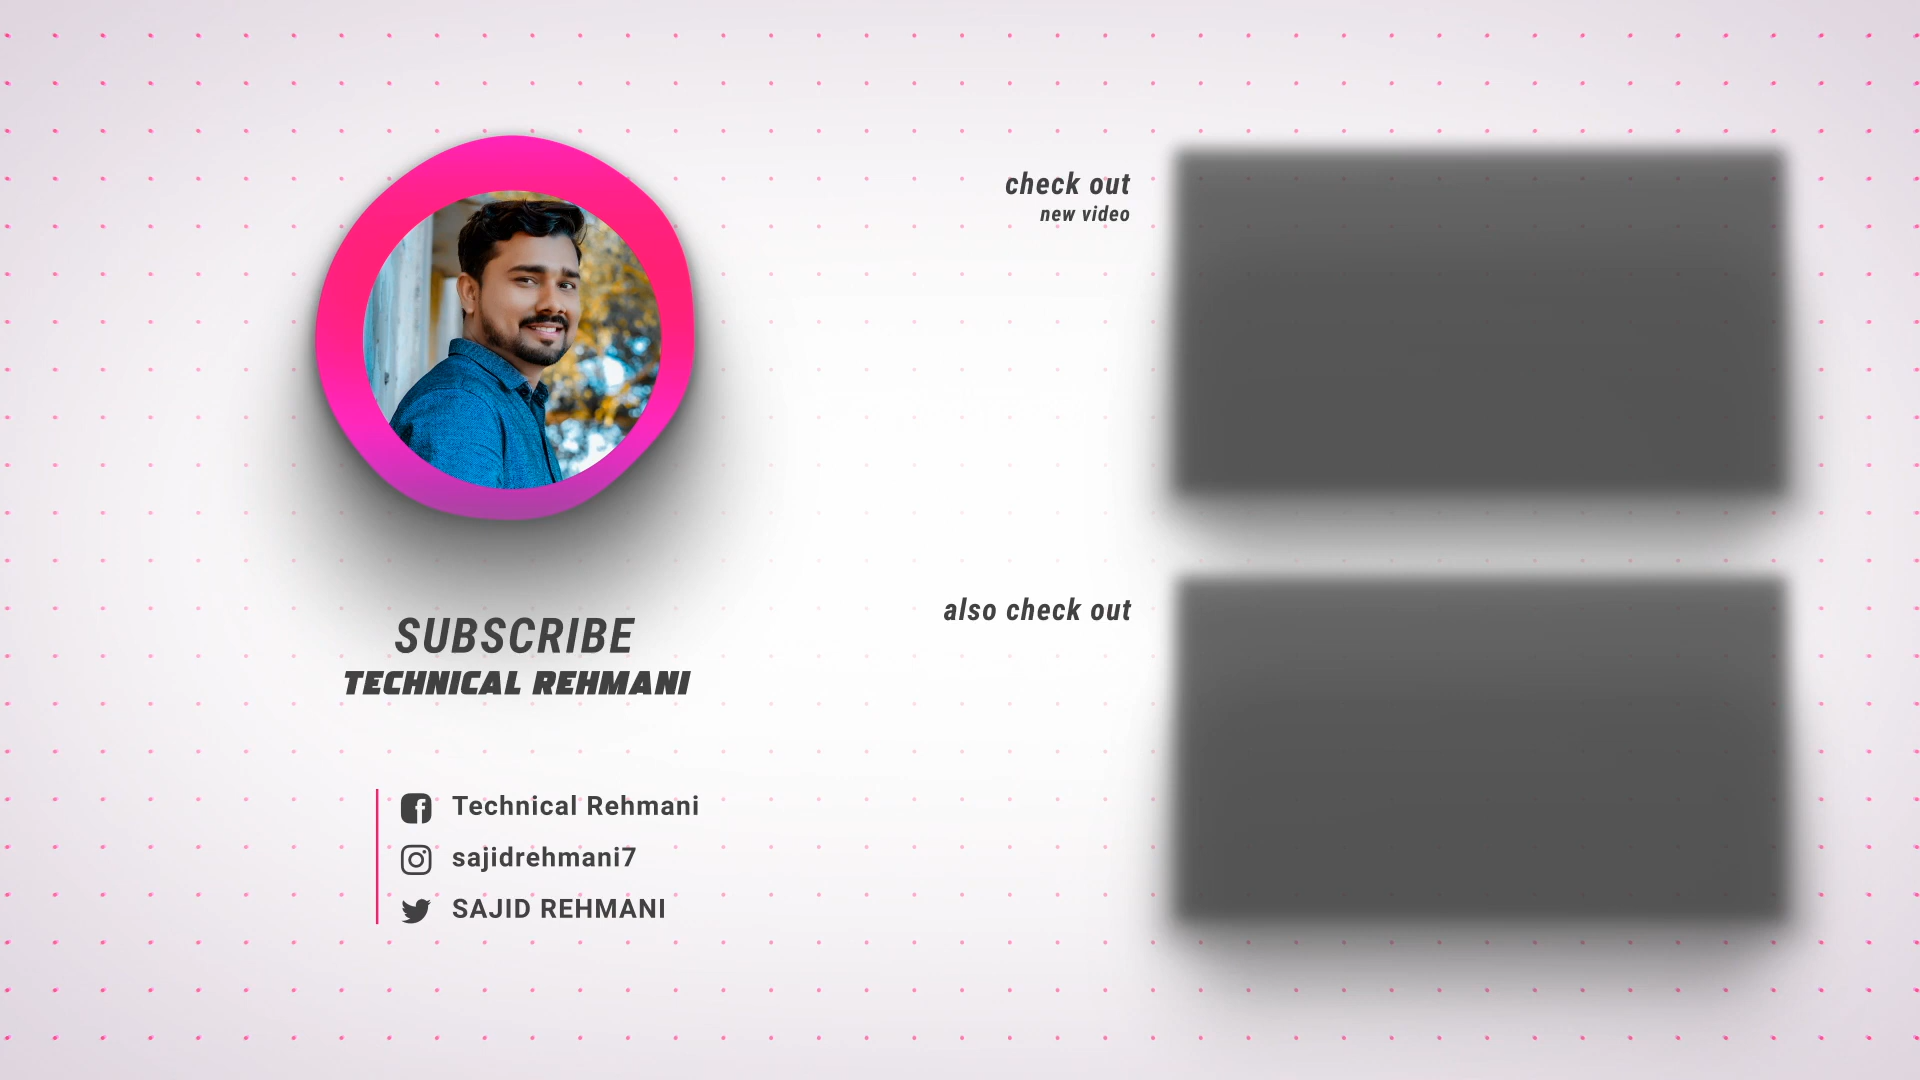 check out
new video
SUBSCRIBE
TECHNICAL REHMANI
also check out
Technical Rehmani
sajidrehmani7
SAJID REHMANI